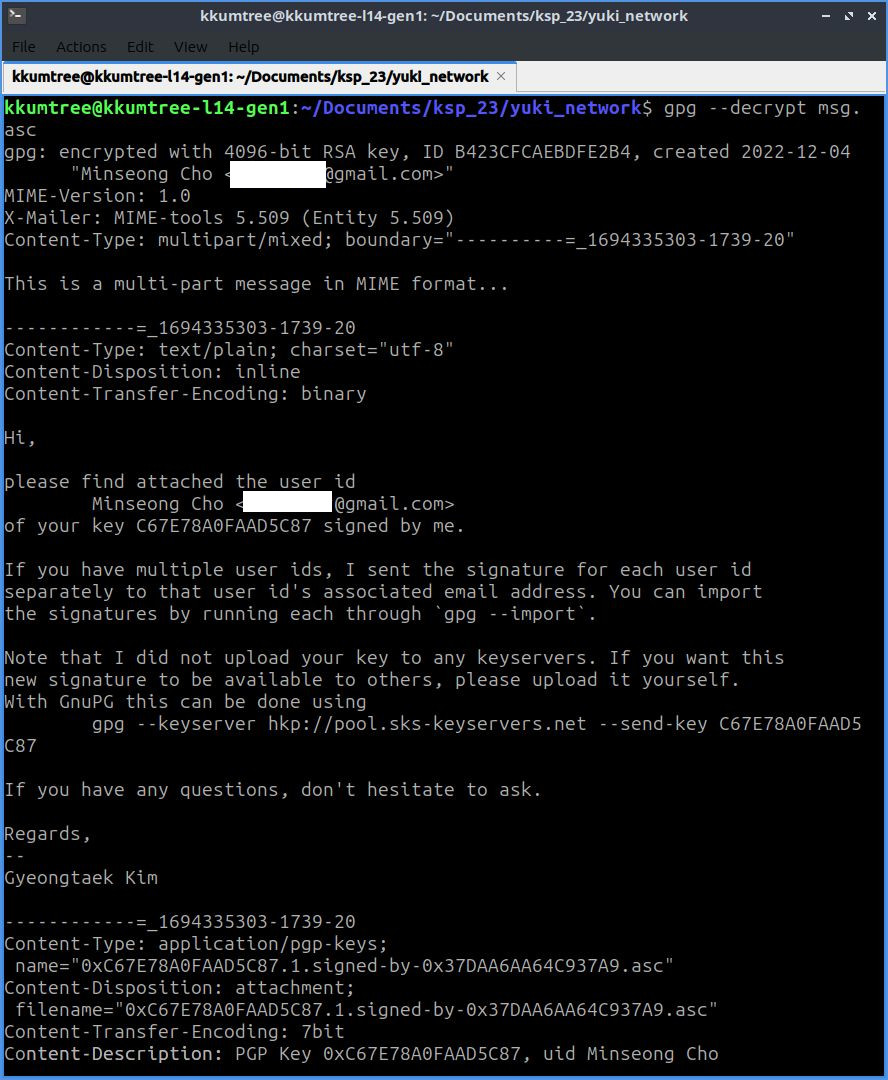 kkumtree@kkumtree-l14-gen1: ~/Documents/ksp_23/yuki_network
File Actions Edit View Help
kkumtree@kkumtree-l14-gen1: ~/Documents/ksp_23/yuki_network
kkumtree@kkumtree-l14-gen1:~/Documents/ksp_23/yuki_network$ gpg --decrypt msg.
asc
gpg: encrypted with 4096-bit RSA key, ID B423CFCAEBDFE2B4, created 2022-12-04
"Minseong Cho <@gmail.com>"
MIME-Version: 1.0
X-Mailer: MIME-tools 5.509 (Entity 5.509)
Content-Type: multipart/mixed; boundary="----------=_1694335303-1739-20"
This is a multi-part message in MIME format...
------------=_1694335303-1739-20
Content-Type: text/plain; charset="utf-8"
Content-Disposition: inline
Content-Transfer-Encoding: binary
Hi,
please find attached the user id
Minseong Cho <@gmail.com>
of your key C67E78A0FAAD5C87 signed by me.
If you have multiple user ids, I sent the signature for each user id
separately to that user id's associated email address. You can import
the signatures by running each through `gpg --import`.
Note that I did not upload your key to any keyservers. If you want this
new signature to be available to others, please upload it yourself.
With GnuPG this can be done using
gpg --keyserver hkp://pool.sks-keyservers.net --send-key C67E78A0FAAD5
C87
If you have any questions, don't hesitate to ask.
Regards,
--
Gyeongtaek Kim
------------=_1694335303-1739-20
Content-Type: application/pgp-keys;
name="0xC67E78A0FAAD5C87.1.signed-by-0x37DAA6AA64C937A9.asc"
Content-Disposition: attachment;
filename="0xC67E78A0FAAD5C87.1.signed-by-0x37DAA6AA64C937A9.asc"
Content-Transfer-Encoding: 7bit
Content-Description: PGP Key 0xC67E78A0FAAD5C87, uid Minseong Cho